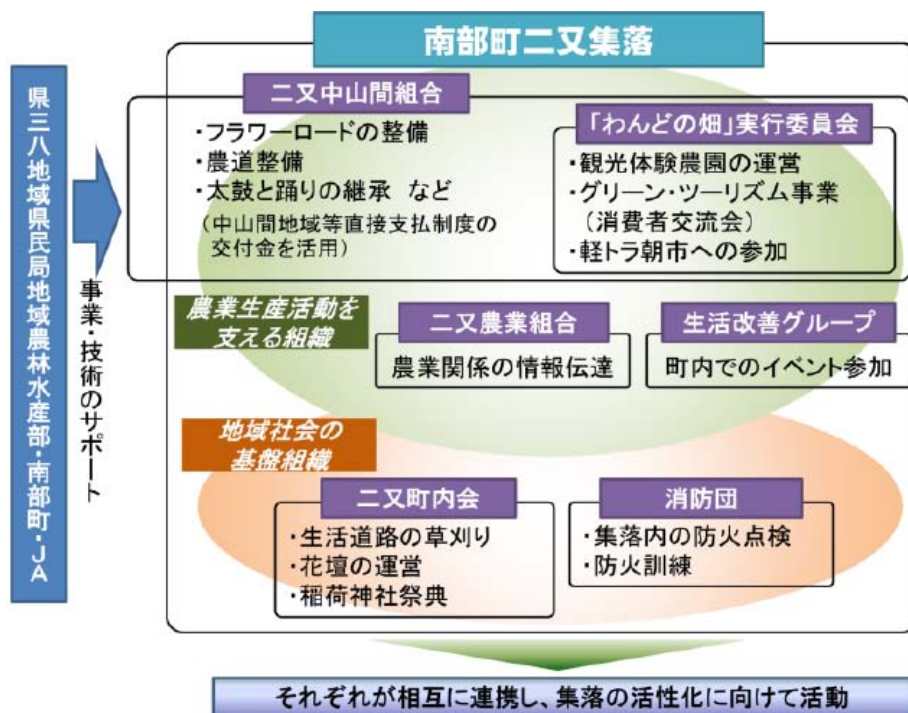 南部町二又集落
県三八地域県民局地域農林水産部・南部町・JA
事業・技術のサポート
二又中山間組合
・フラワーロードの整備
・農道整備
・太鼓と踊りの継承 など
(中山間地域等直接支払制度の
交付金を活用)
「わんどの畑」実行委員会
・観光体験農園の運営
・グリーン・ツーリズム事業
(消費者交流会)
・軽トラ朝市への参加
農業生産活動を
支える組織
二又農業組合
農業関係の情報伝達
生活改善グループ
町内でのイベント参加
地域社会の
基盤組織
二又町内会
・生活道路の草刈り
・花壇の運営
・稲荷神社祭典
消防団
・集落内の防火点検
・防火訓練
それぞれが相互に連携し、集落の活性化に向けて活動